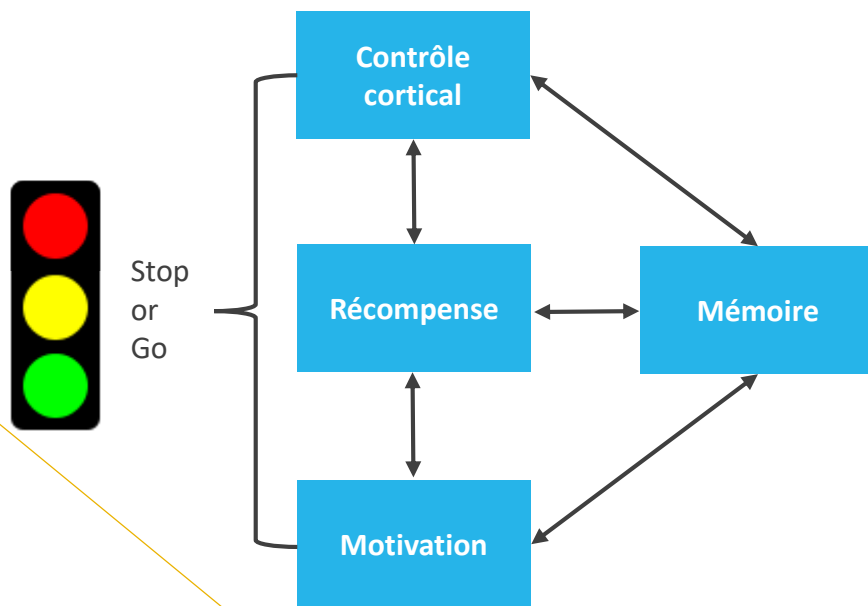 Contrôle
cortical
Stop
or
Go
Récompense
Mémoire
Motivation